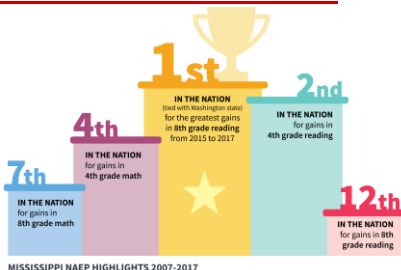 1st
IN THE NATION
(tied with Washington state)
for the greatest gains
in 8th grade reading
from 2015 to 2017
2nd
IN THE NATION
for gains in
4th grade reading
4th
IN THE NATION
for gains in
4th grade math
7th
IN THE NATION
for gains in
8th grade math
12th
IN THE NATION
for gains in 8th
grade reading
MISSISSIPPI NAEP HIGHLIGHTS 2007-2017